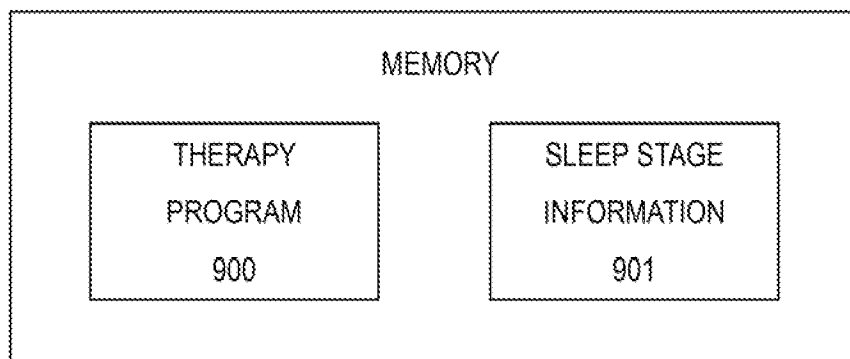 MEMORY
THERAPY
PROGRAM
900
SLEEP STAGE
INFORMATION
901